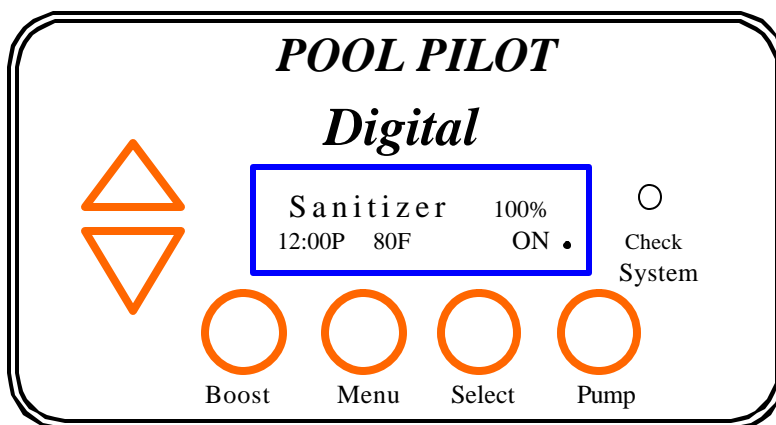 POOL PILOT
Digital
Sanitizer 100%
12:00P 80F ON .
Check
System
Boost Menu Select Pump